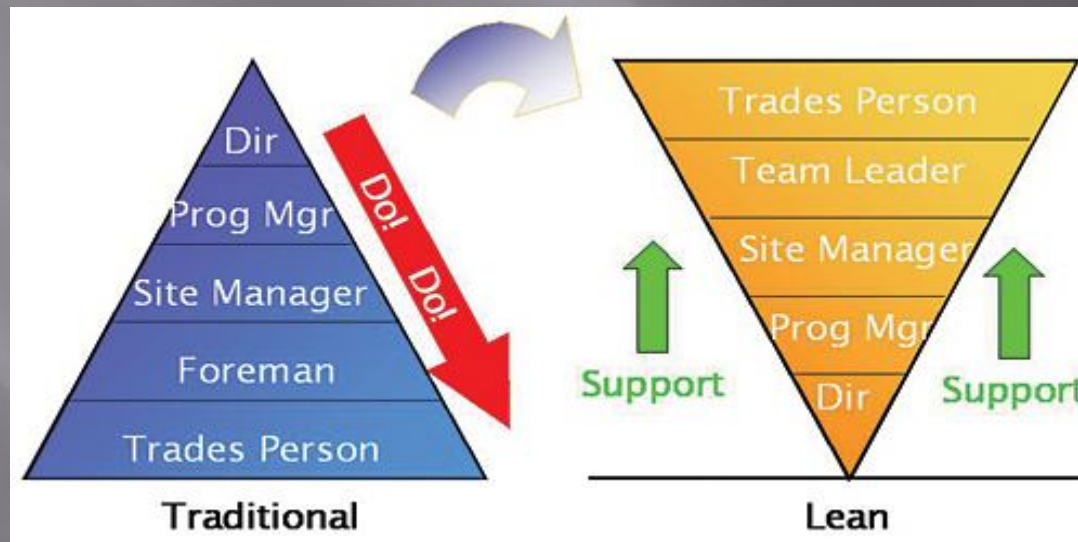 Dir
Prog Mgr
Site Manager
Foreman
Trades Person
Do! Do!
Traditional
Trades Person
Team Leader
Site Manager
Prog Mgr
Dir
Support
Support
Lean